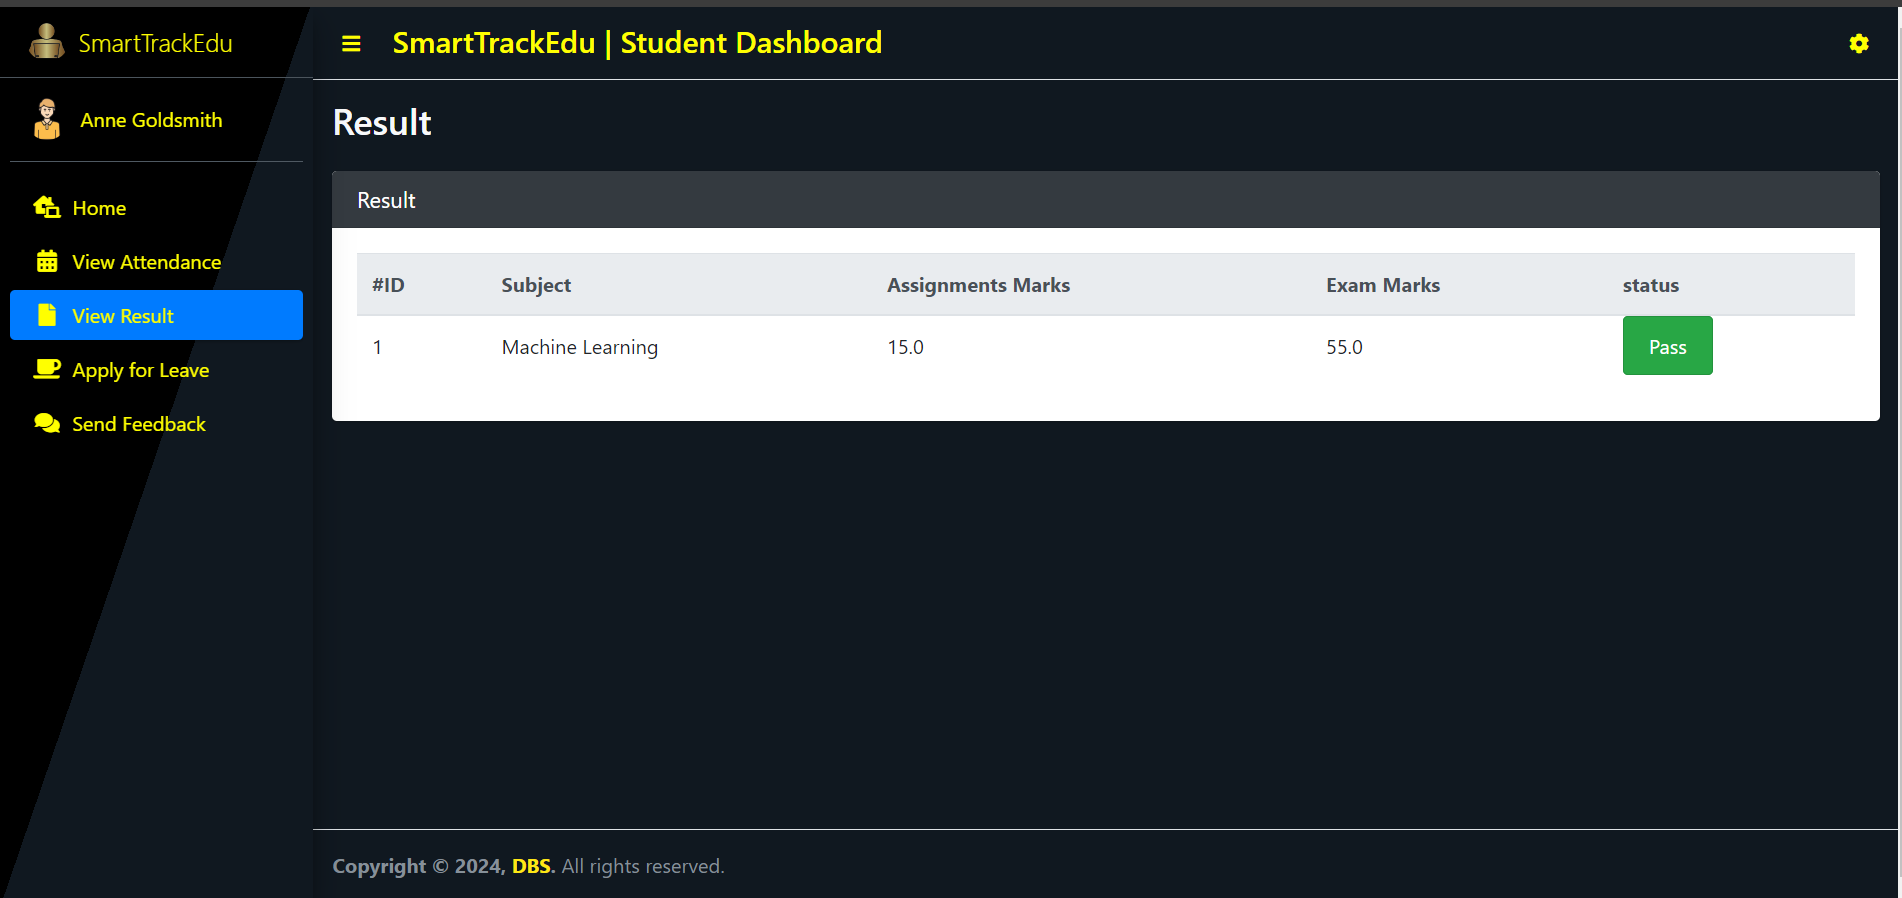 SmartTrackEdu
SmartTrackEdu | Student Dashboard
Anne Goldsmith
Home
View Attendance
View Result
Apply for Leave
Send Feedback
Result
Result
#ID Subject Assignments Marks Exam Marks status
1 Machine Learning 15.0 55.0 Pass
Copyright © 2024, DBS. All rights reserved.